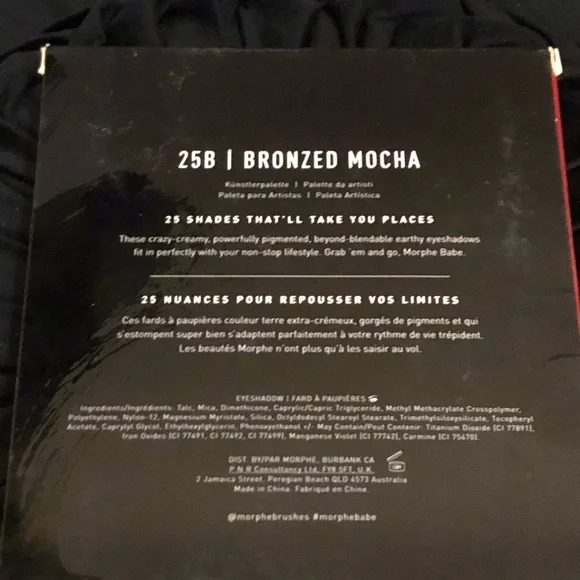 25B | BRONZED MOCHA
Künstlerpalette | Palette da artisti
Paleta para Artistas | Paleta Artística
25 SHADES THAT'LL TAKE YOU PLACES
These crazy-creamy, powerfully pigmented, beyond-blendable earthy eyeshadows
fit in perfectly with your non-stop lifestyle. Grab 'em and go, Morphe Babe.
25 NUANCES POUR REPOUSSER VOS LIMITES
Ces fards à paupières couleur terre extra-crémeux, gorgés de pigments et qui
s'estompent super bien s'adaptent parfaitement à votre rythme de vie trépident.
Les beautés Morphe n'ont plus qu'à les saisir au vol.
EYESHADOW | FARD À PAUPIÈRES
Ingredients/Ingrédients: Talc, Mica, Dimethicone, Caprylic/Capric Triglyceride, Methyl Methacrylate Crosspolymer,
Polyethylene, Nylon-12, Magnesium Myristate, Silica, Octyldodecyl Stearoyl Stearate, Trimethylsiloxysilicate, Tocopheryl
Acetate, Caprylyl Glycol, Ethylhexylglycerin, Phenoxyethanol +/- May Contain/Peut Contenir: Titanium Dioxide (CI 77891),
Iron Oxides (CI 77491, CI 77492, CI 77499), Manganese Violet (CI 77742), Carmine (CI 75470).
DIST. BY/PAR MORPHE, BURBANK CA
P N R Consultancy Ltd, FY8 5FT, U.K.
2 Jamaica Street, Peregian Beach QLD 4573 Australia
Made in China. Fabriqué en Chine.
@morphebrushes #morphebabe